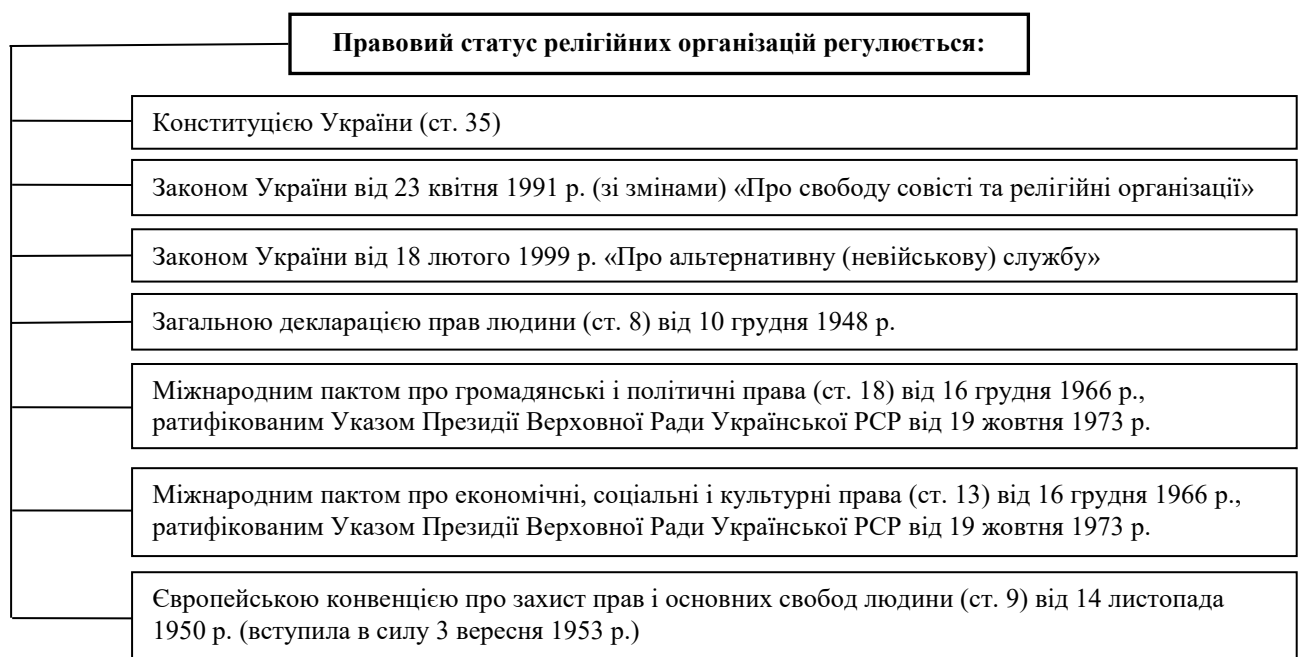 Правовий статус релігійних організацій регулюється:
Конституцією України (ст. 35)
Законом України від 23 квітня 1991 р. (зі змінами) «Про свободу совісті та релігійні організації»
Законом України від 18 лютого 1999 р. «Про альтернативну (невійськову) службу»
Загальною декларацією прав людини (ст. 8) від 10 грудня 1948 р.
Міжнародним пактом про громадянські і політичні права (ст. 18) від 16 грудня 1966 р.,
ратифікованим Указом Президії Верховної Ради Української РСР від 19 жовтня 1973 р.
Міжнародним пактом про економічні, соціальні і культурні права (ст. 13) від 16 грудня 1966 р.,
ратифікованим Указом Президії Верховної Ради Української РСР від 19 жовтня 1973 р.
Європейською конвенцією про захист прав і основних свобод людини (ст. 9) від 14 листопада
1950 р. (вступила в силу 3 вересня 1953 р.)